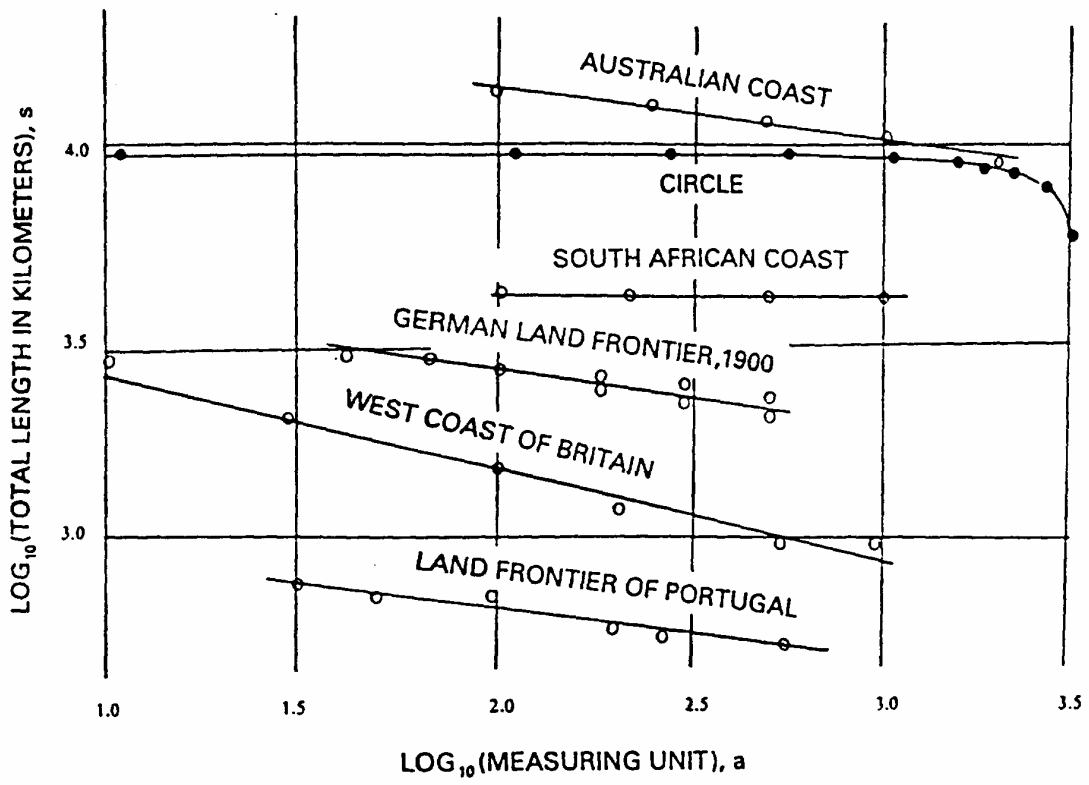 AUSTRALIAN COAST
4.0
CIRCLE
SOUTH AFRICAN COAST
GERMAN LAND FRONTIER,1900
3.5
WEST COAST OF BRITAIN
3.0
LAND FRONTIER OF PORTUGAL
LOG₁₀(TOTAL LENGTH IN KILOMETERS), s
1.0 1.5 2.0 2.5 3.0 3.5
LOG₁₀(MEASURING UNIT), a